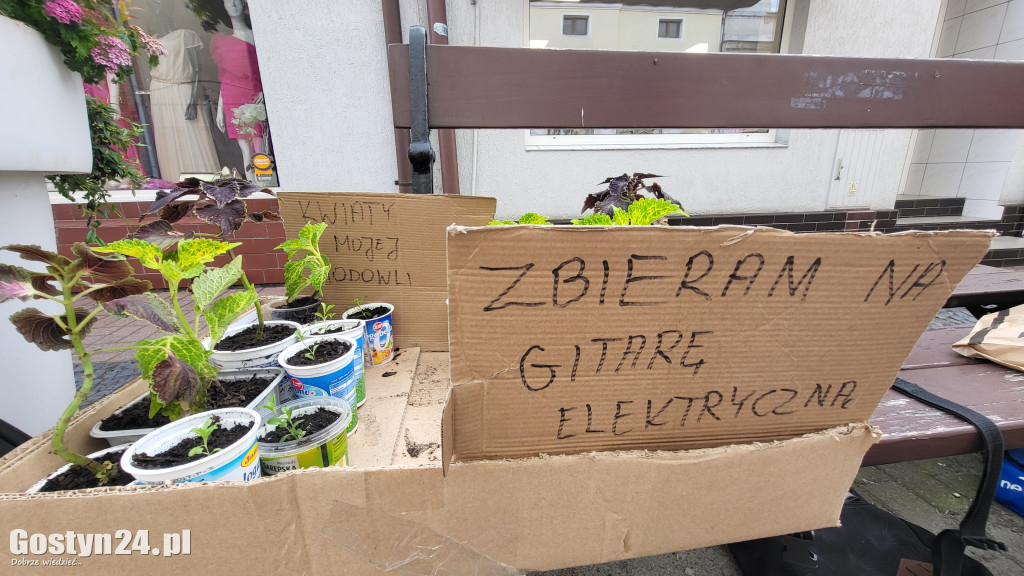 KWIATY
MOJEJ
HODOWLI
ZBIERAM NA
GITARĘ
ELEKTRYCZNĄ
Gostyn24.pl
Dobrze wiedzieć...